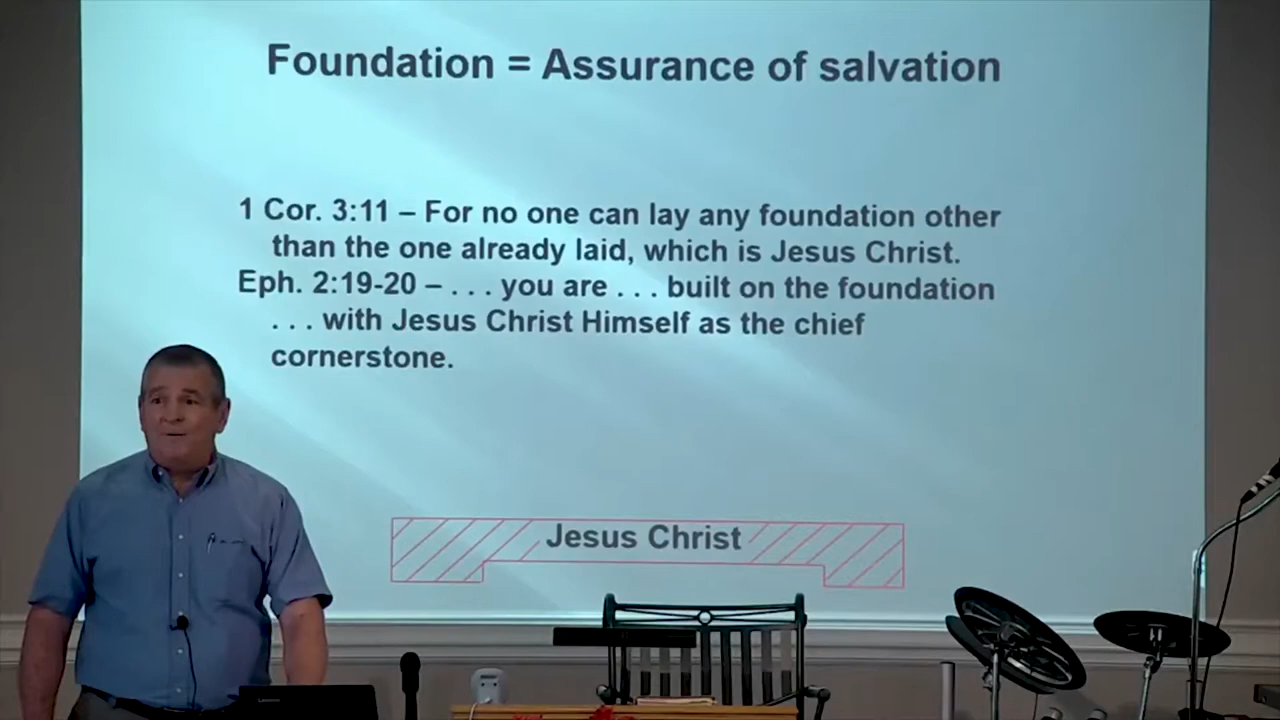 Foundation = Assurance of salvation
1 Cor. 3:11 – For no one can lay any foundation other
than the one already laid, which is Jesus Christ.
Eph. 2:19-20 – . . . you are . . . built on the foundation
. . . with Jesus Christ Himself as the chief
cornerstone.
Jesus Christ
Lenovo